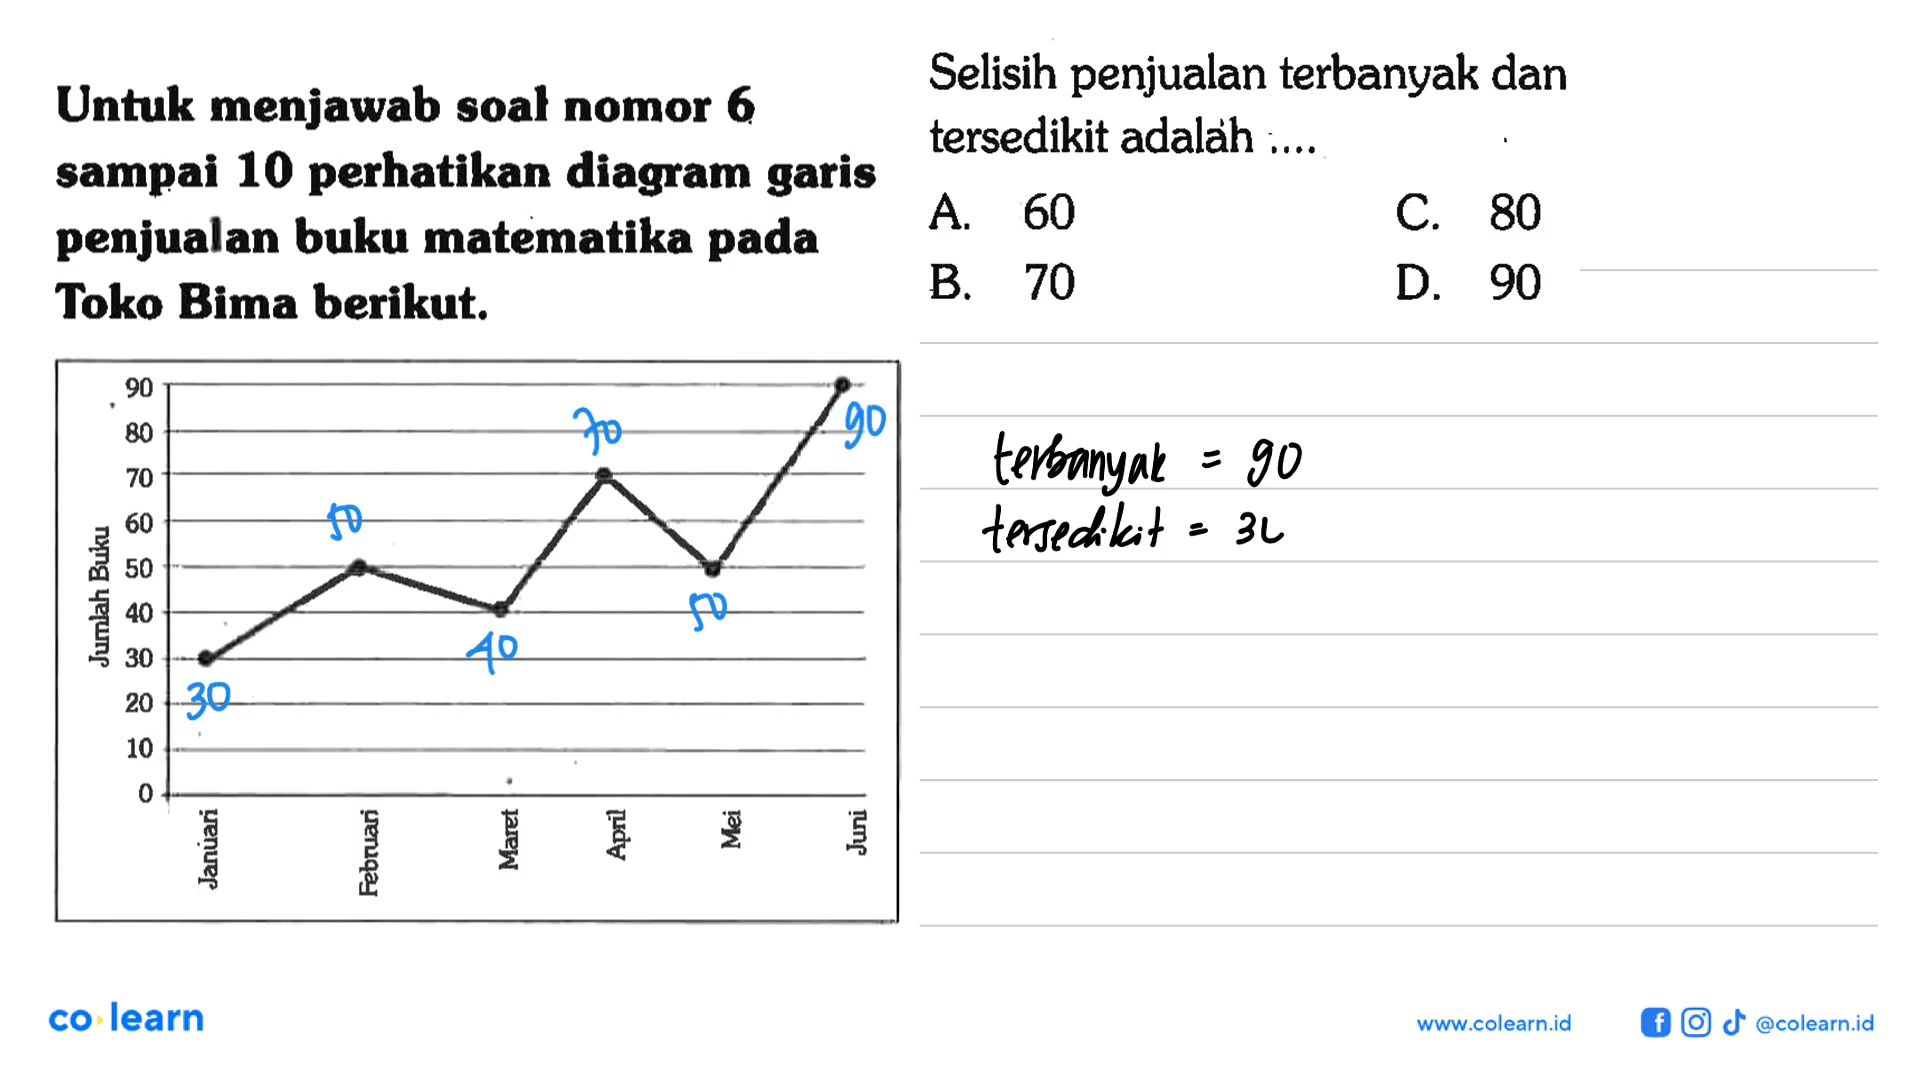 Untuk menjawab soal nomor 6
sampai 10 perhatikan diagram garis
penjualan buku matematika pada
Toko Bima berikut.
Selisih penjualan terbanyak dan
tersedikit adalah ....
A. 60
C. 80
B. 70
D. 90
Jumlah Buku
90
80
70
60
50
40
30
20
10
0
Januari
Februari
Maret
April
Mei
Juni
30
50
40
70
50
90
terbanyak = 90
tersedikit = 3
co learn
www.colearn.id
@colearn.id